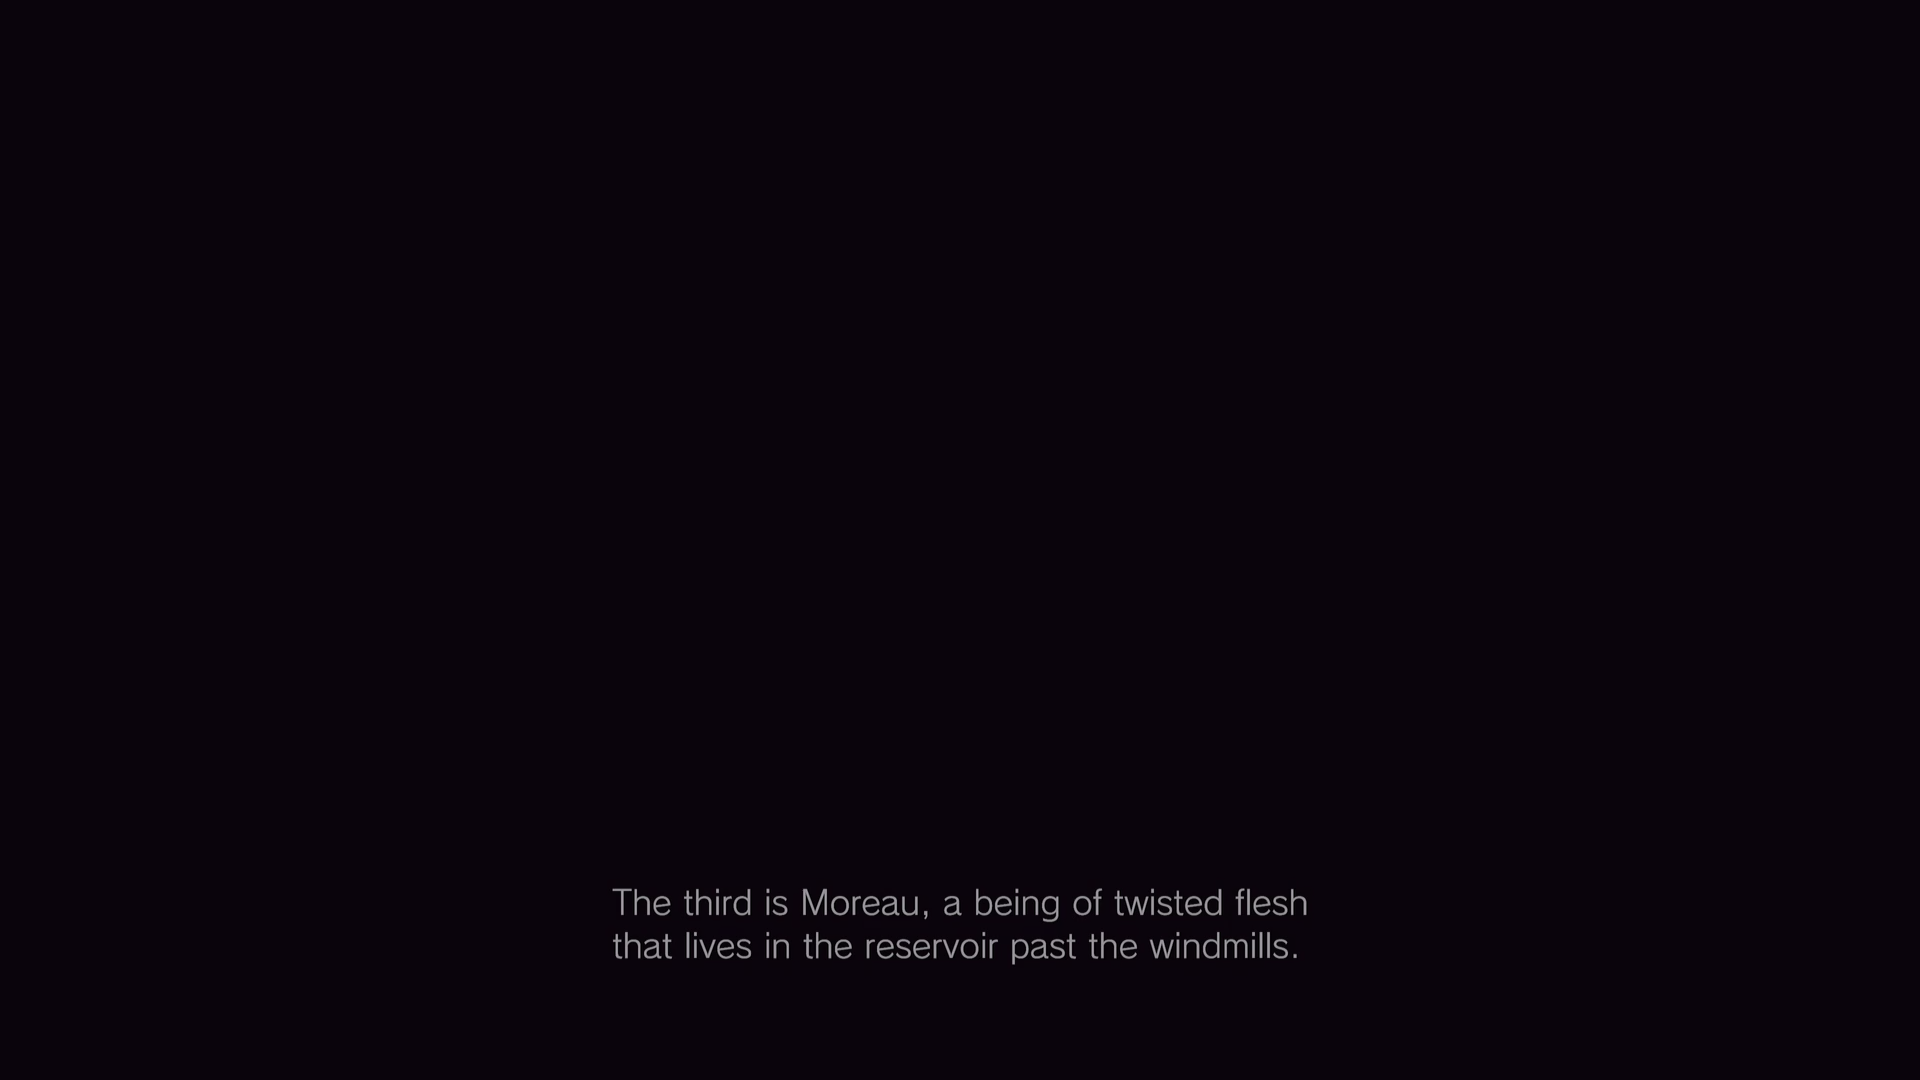 The third is Moreau, a being of twisted flesh
that lives in the reservoir past the windmills.